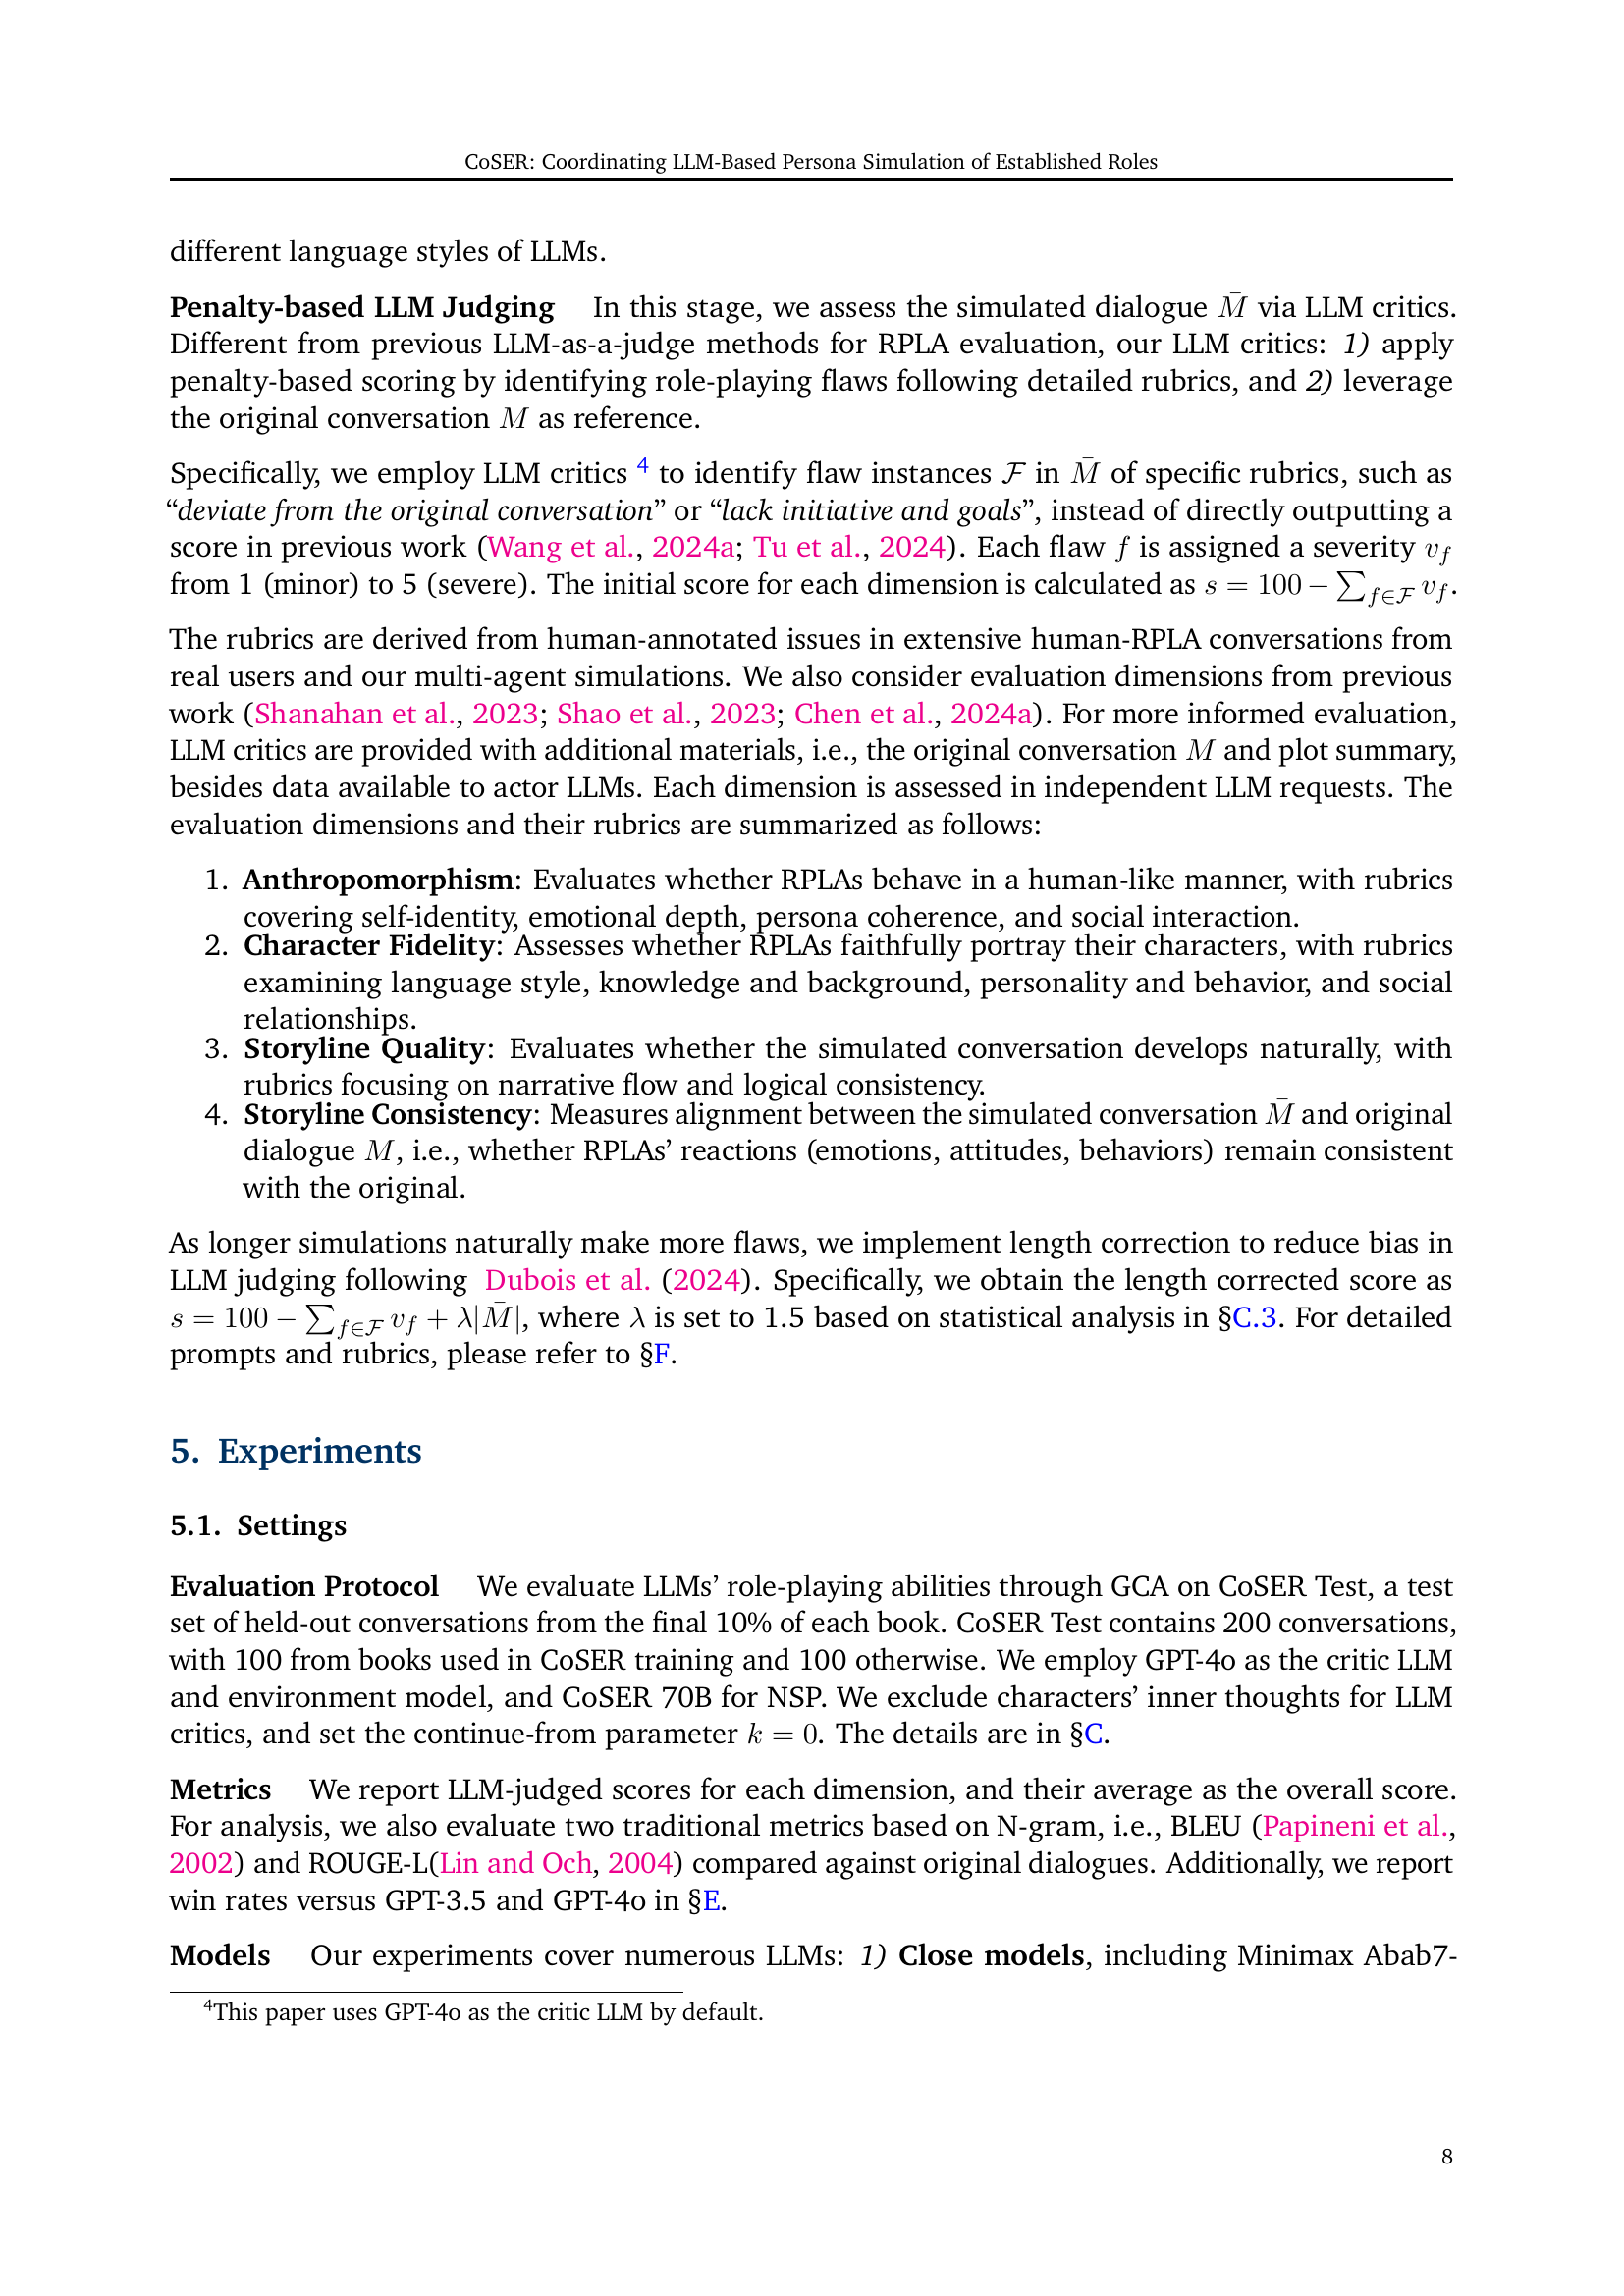 CoSER: Coordinating LLM-Based Persona Simulation of Established Roles
different language styles of LLMs.
Penalty-based LLM Judging In this stage, we assess the simulated dialogue M̄ via LLM critics.
Different from previous LLM-as-a-judge methods for RPLA evaluation, our LLM critics: 1) apply
penalty-based scoring by identifying role-playing flaws following detailed rubrics, and 2) leverage
the original conversation M as reference.
Specifically, we employ LLM critics 4 to identify flaw instances ℱ in M̄ of specific rubrics, such as
“deviate from the original conversation” or “lack initiative and goals”, instead of directly outputting a
score in previous work (Wang et al., 2024a; Tu et al., 2024). Each flaw f is assigned a severity v_f
from 1 (minor) to 5 (severe). The initial score for each dimension is calculated as s = 100 − ∑_{f∈ℱ} v_f.
The rubrics are derived from human-annotated issues in extensive human-RPLA conversations from
real users and our multi-agent simulations. We also consider evaluation dimensions from previous
work (Shanahan et al., 2023; Shao et al., 2023; Chen et al., 2024a). For more informed evaluation,
LLM critics are provided with additional materials, i.e., the original conversation M and plot summary,
besides data available to actor LLMs. Each dimension is assessed in independent LLM requests. The
evaluation dimensions and their rubrics are summarized as follows:
1. Anthropomorphism: Evaluates whether RPLAs behave in a human-like manner, with rubrics
covering self-identity, emotional depth, persona coherence, and social interaction.
2. Character Fidelity: Assesses whether RPLAs faithfully portray their characters, with rubrics
examining language style, knowledge and background, personality and behavior, and social
relationships.
3. Storyline Quality: Evaluates whether the simulated conversation develops naturally, with
rubrics focusing on narrative flow and logical consistency.
4. Storyline Consistency: Measures alignment between the simulated conversation M̄ and original
dialogue M, i.e., whether RPLAs’ reactions (emotions, attitudes, behaviors) remain consistent
with the original.
As longer simulations naturally make more flaws, we implement length correction to reduce bias in
LLM judging following Dubois et al. (2024). Specifically, we obtain the length corrected score as
s = 100 − ∑_{f∈ℱ} v_f + λ|M̄|, where λ is set to 1.5 based on statistical analysis in §C.3. For detailed
prompts and rubrics, please refer to §F.
5. Experiments
5.1. Settings
Evaluation Protocol We evaluate LLMs’ role-playing abilities through GCA on CoSER Test, a test
set of held-out conversations from the final 10% of each book. CoSER Test contains 200 conversations,
with 100 from books used in CoSER training and 100 otherwise. We employ GPT-4o as the critic LLM
and environment model, and CoSER 70B for NSP. We exclude characters’ inner thoughts for LLM
critics, and set the continue-from parameter k = 0. The details are in §C.
Metrics We report LLM-judged scores for each dimension, and their average as the overall score.
For analysis, we also evaluate two traditional metrics based on N-gram, i.e., BLEU (Papineni et al.,
2002) and ROUGE-L(Lin and Och, 2004) compared against original dialogues. Additionally, we report
win rates versus GPT-3.5 and GPT-4o in §E.
Models Our experiments cover numerous LLMs: 1) Close models, including Minimax Abab7-
4This paper uses GPT-4o as the critic LLM by default.
8